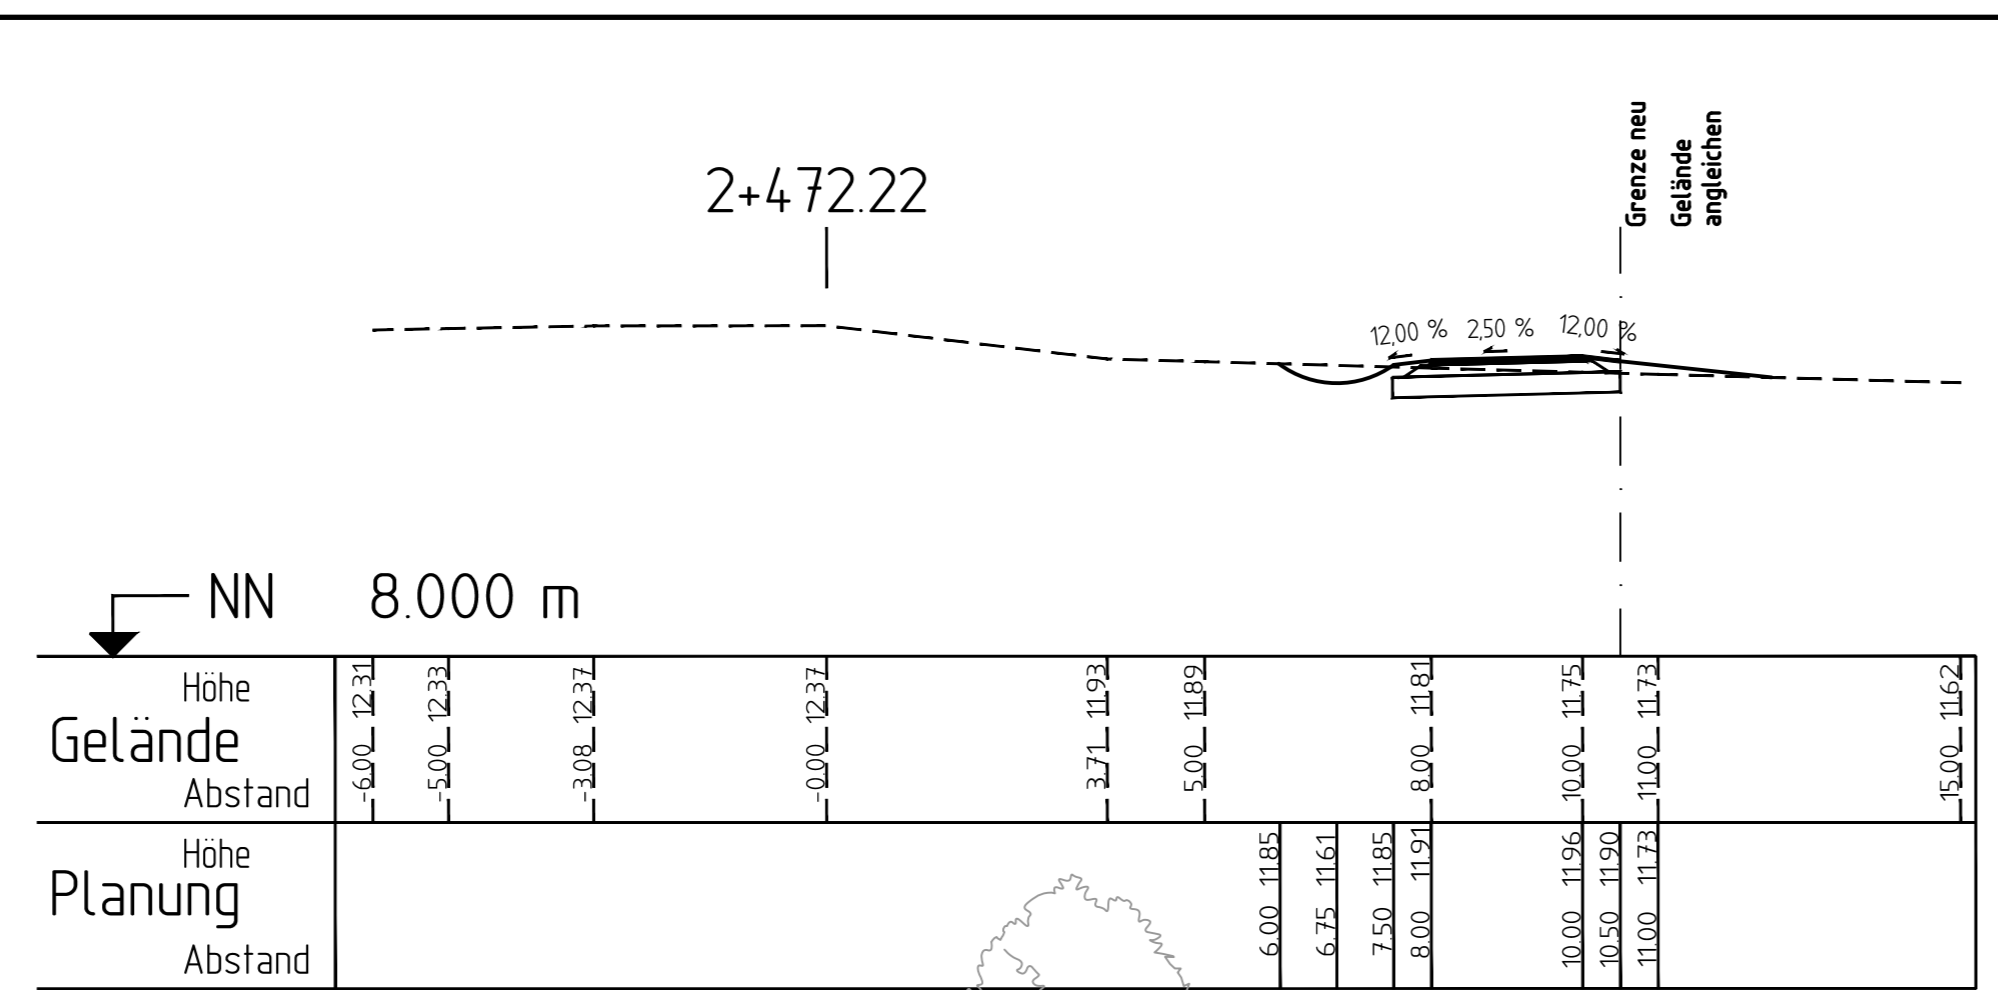 Grenze neu
Gelände
angleichen
2+472.22
12,00 % 2,50 % 12,00 %
NN 8.000 m
Höhe
12.31 12.33 12.37 12.37 11.93 11.89 11.81 11.75 11.73 11.62
Gelände
Abstand
-6.00 -5.00 -3.08 -0.00 3.71 5.00 8.00 10.00 11.00 15.00
Höhe
11.85 11.61 11.85 11.91 11.96 11.90 11.73
Planung
Abstand
6.00 6.75 7.50 8.00 10.00 10.50 11.00